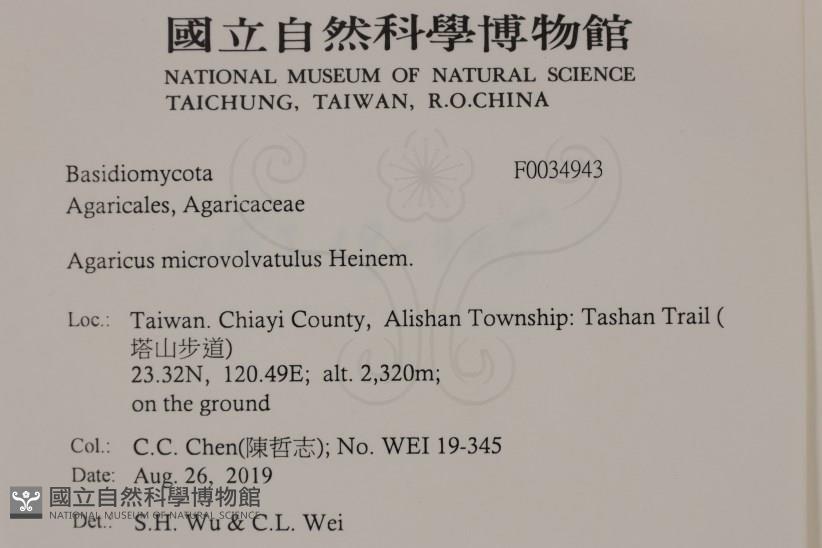 國立自然科學博物館
NATIONAL MUSEUM OF NATURAL SCIENCE
TAICHUNG, TAIWAN, R.O.CHINA
Basidiomycota F0034943
Agaricales, Agaricaceae
Agaricus microvolvatulus Heinem.
Loc.: Taiwan. Chiayi County, Alishan Township: Tashan Trail (
塔山步道)
23.32N, 120.49E; alt. 2,320m;
on the ground
Col.: C.C. Chen(陳哲志); No. WEI 19-345
Date: Aug. 26, 2019
國立自然科學博物館
NATIONAL MUSEUM OF NATURAL SCIENCE
Det.: S.H. Wu & C.L. Wei